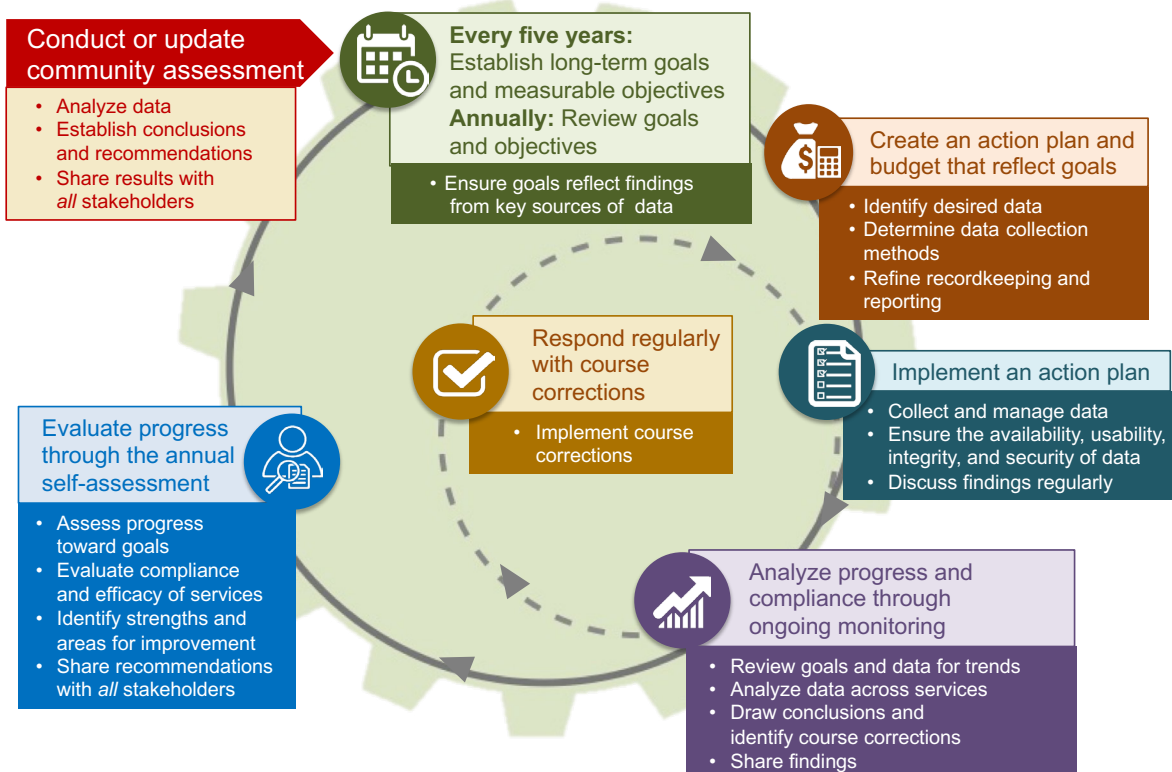 Conduct or update
community assessment
• Analyze data
• Establish conclusions
and recommendations
• Share results with
all stakeholders
Every five years:
Establish long-term goals
and measurable objectives
Annually: Review goals
and objectives
• Ensure goals reflect findings
from key sources of data
$
Create an action plan and
budget that reflect goals
• Identify desired data
• Determine data collection
methods
• Refine recordkeeping and
reporting
Implement an action plan
• Collect and manage data
• Ensure the availability, usability,
integrity, and security of data
• Discuss findings regularly
Analyze progress and
compliance through
ongoing monitoring
• Review goals and data for trends
• Analyze data across services
• Draw conclusions and
identify course corrections
• Share findings
Respond regularly
with course
corrections
• Implement course
corrections
Evaluate progress
through the annual
self-assessment
• Assess progress
toward goals
• Evaluate compliance
and efficacy of services
• Identify strengths and
areas for improvement
• Share recommendations
with all stakeholders